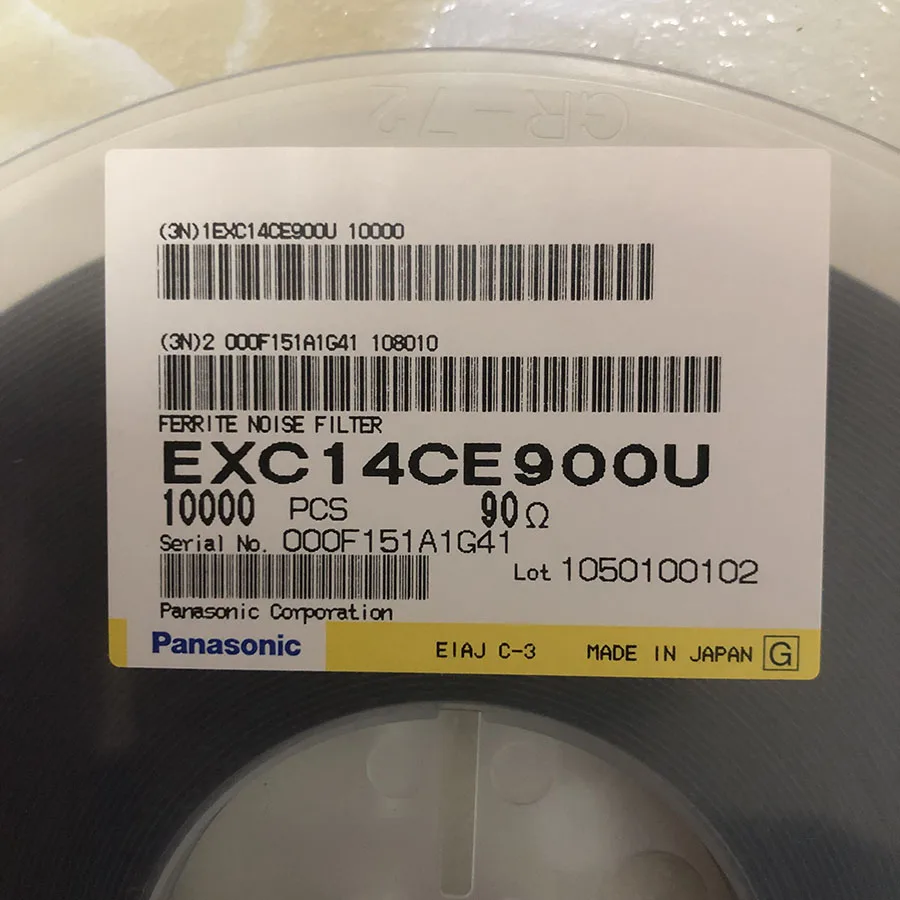 GR-72
(3N)1EXC14CE900U 10000
(3N)2 000F151A1G41 108010
FERRITE NOISE FILTER
EXC14CE900U
10000 PCS 90Ω
Serial No. 000F151A1G41
Lot 1050100102
Panasonic Corporation
Panasonic EIAJ C-3 MADE IN JAPAN G